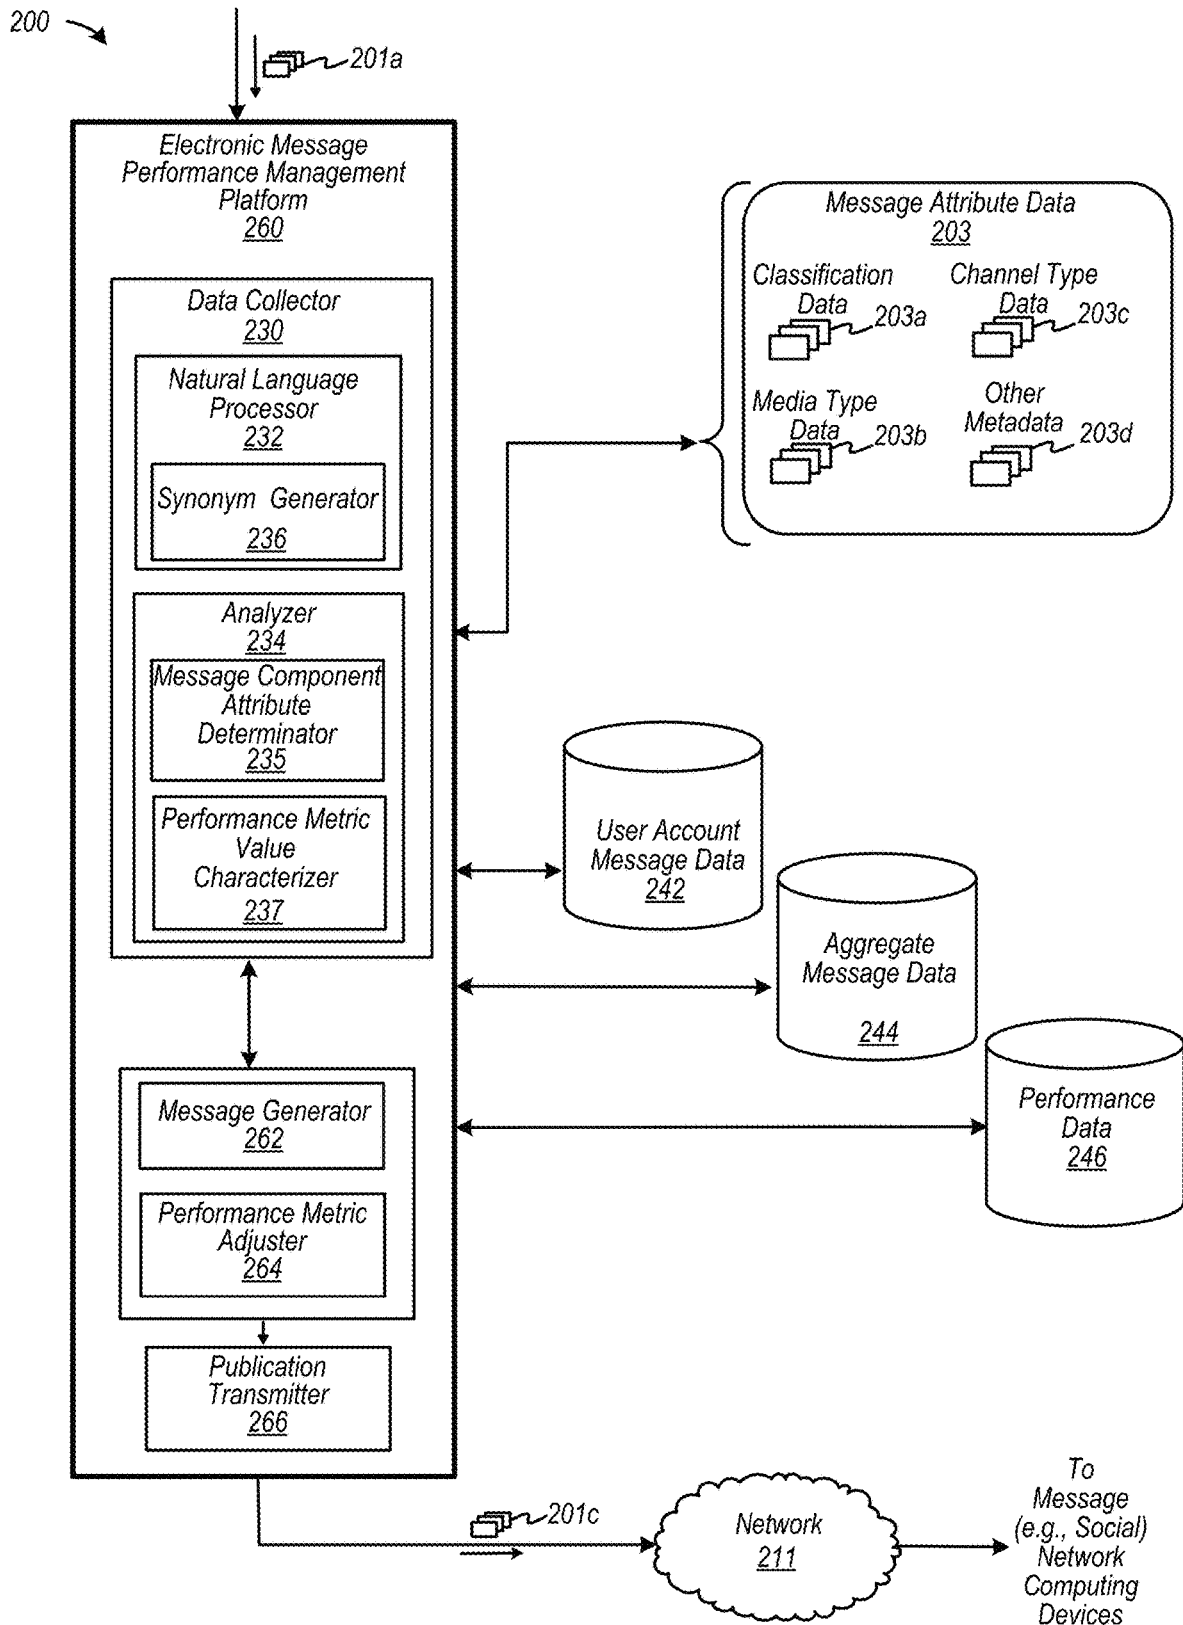 200
201a
Electronic Message
Performance Management
Platform
260
Data Collector
230
Natural Language
Processor
232
Synonym Generator
236
Analyzer
234
Message Component
Attribute
Determinator
235
Performance Metric
Value
Characterizer
237
Message Generator
262
Performance Metric
Adjuster
264
Publication
Transmitter
266
Message Attribute Data
203
Classification
Data
203a
Channel Type
Data
203c
Media Type
Data
203b
Other
Metadata
203d
User Account
Message Data
242
Aggregate
Message Data
244
Performance
Data
246
201c
Network
211
To
Message
(e.g., Social)
Network
Computing
Devices